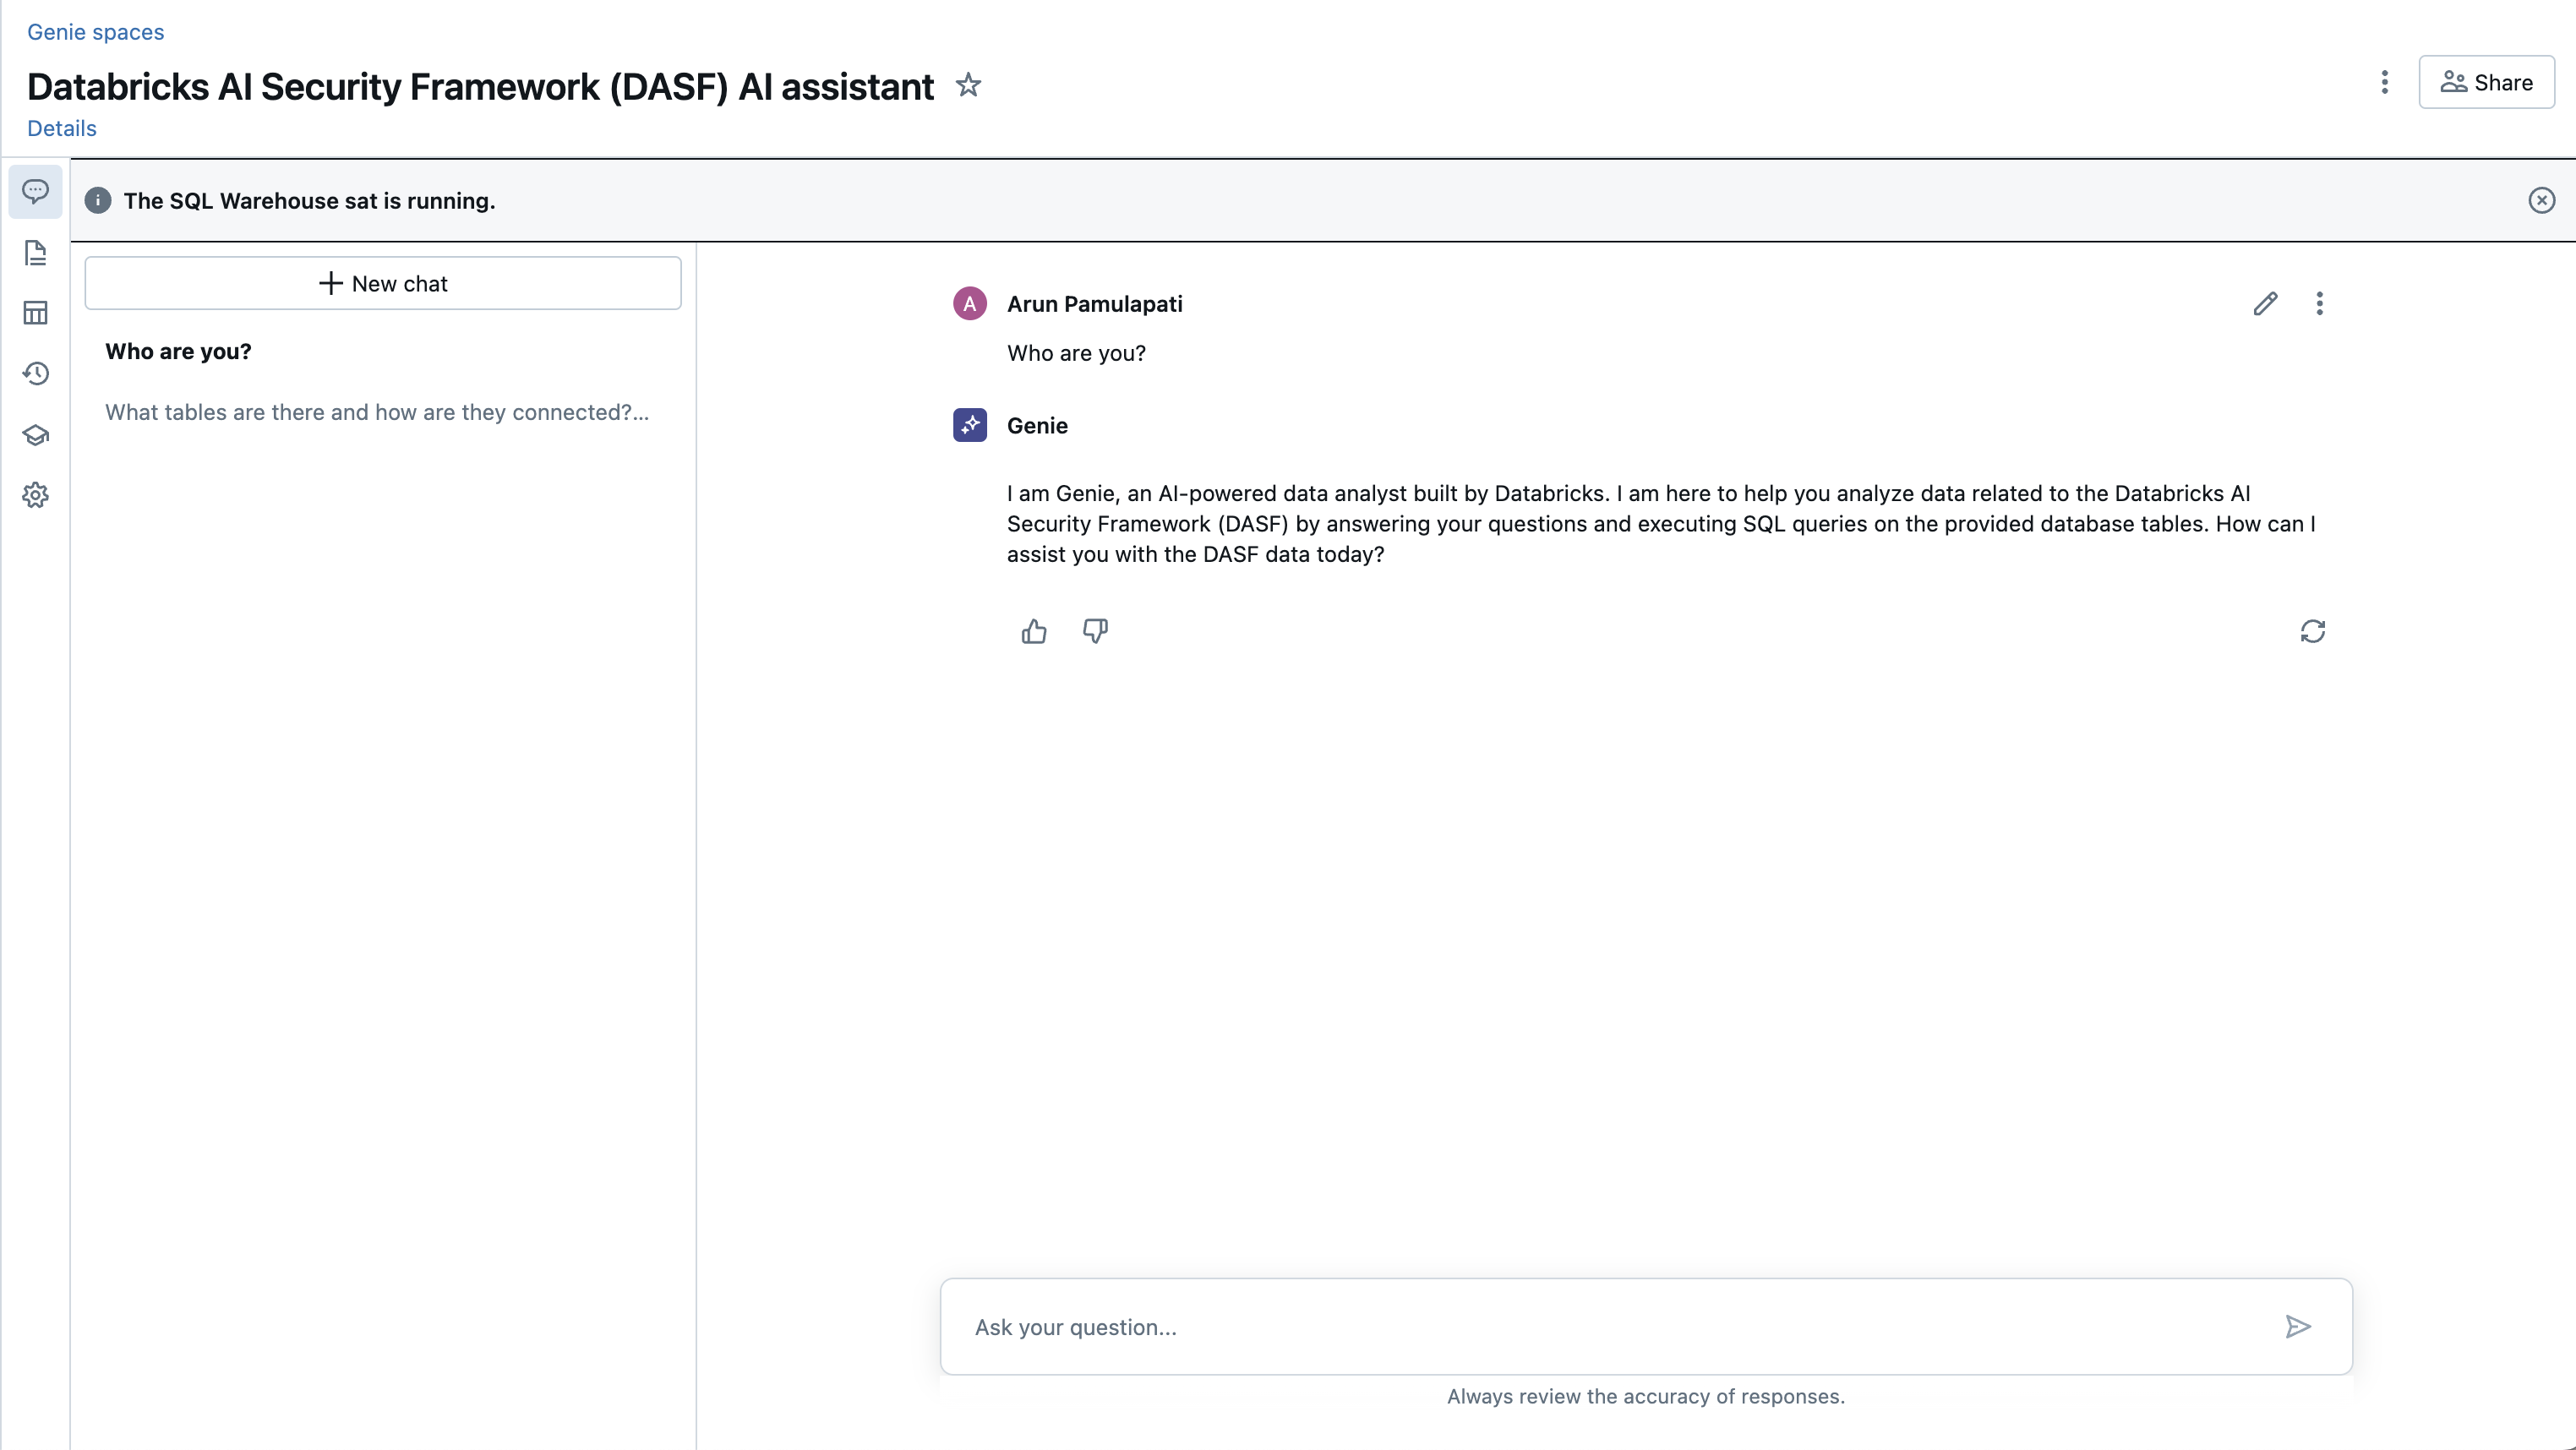 Genie spaces
Databricks AI Security Framework (DASF) AI assistant
Share
Details
The SQL Warehouse sat is running.
New chat
Who are you?
What tables are there and how are they connected?...
A
Arun Pamulapati
Who are you?
Genie
I am Genie, an AI-powered data analyst built by Databricks. I am here to help you analyze data related to the Databricks AI
Security Framework (DASF) by answering your questions and executing SQL queries on the provided database tables. How can I
assist you with the DASF data today?
Ask your question...
Always review the accuracy of responses.